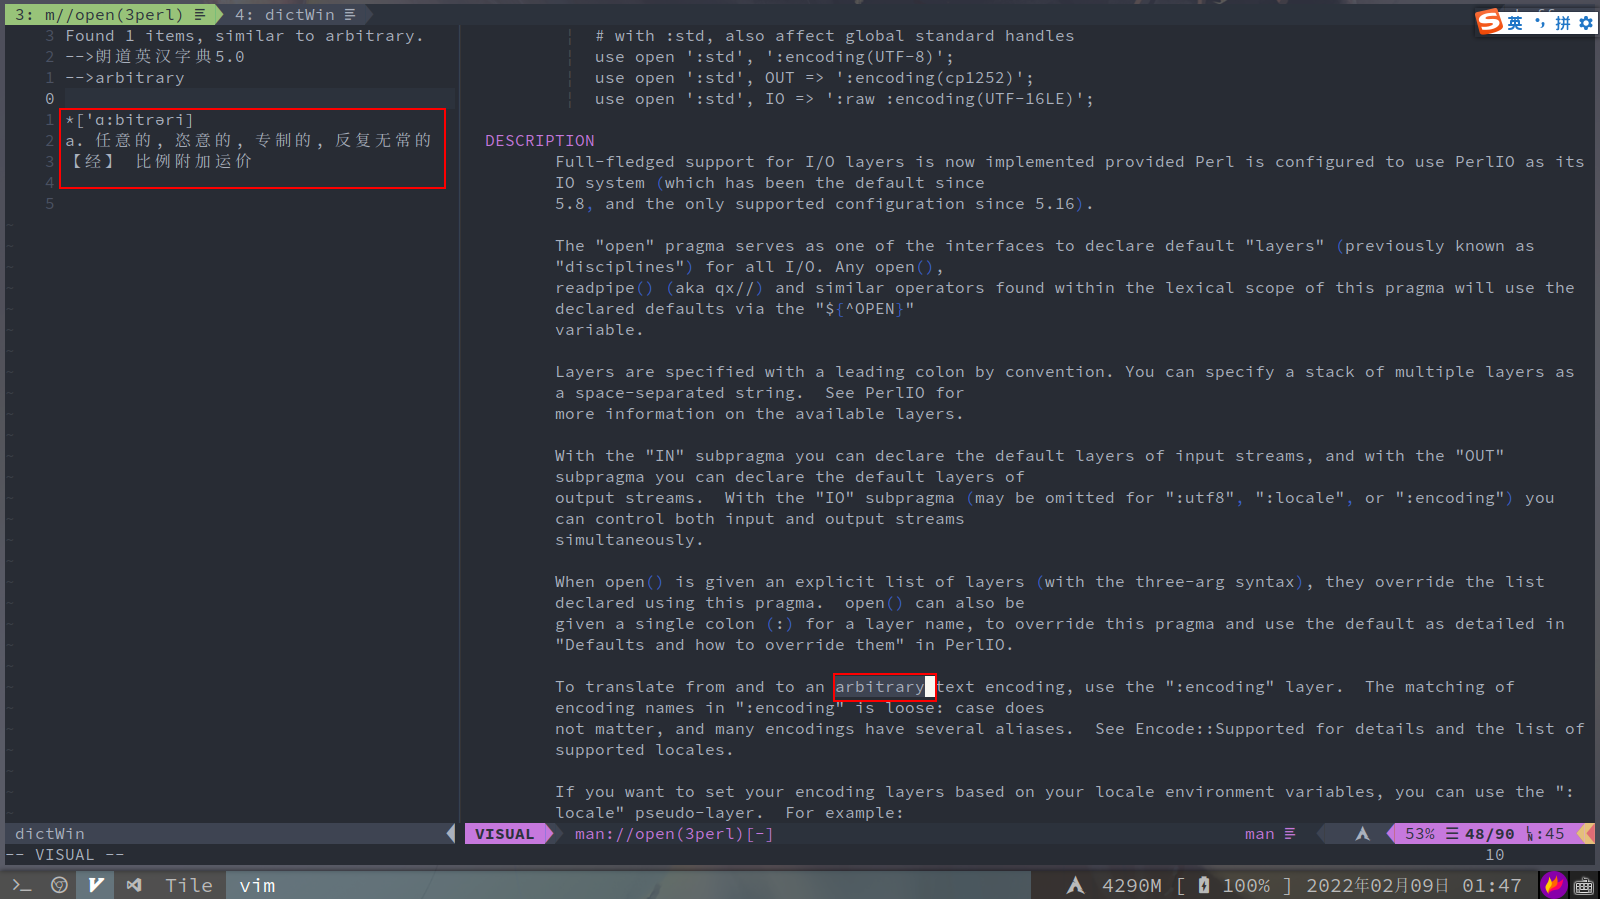 3: m//open(3perl)
4: dictWin
英 拼
3 Found 1 items, similar to arbitrary.
2 -->朗道英汉字典5.0
1 -->arbitrary
0
1 *['ɑ:bitrəri]
2 a. 任意的, 恣意的, 专制的, 反复无常的
3 【经】 比例附加运价
4
5
# with :std, also affect global standard handles
use open ':std', ':encoding(UTF-8)';
use open ':std', OUT => ':encoding(cp1252)';
use open ':std', IO => ':raw :encoding(UTF-16LE)';
DESCRIPTION
Full-fledged support for I/O layers is now implemented provided Perl is configured to use PerlIO as its
IO system (which has been the default since
5.8, and the only supported configuration since 5.16).
The "open" pragma serves as one of the interfaces to declare default "layers" (previously known as
"disciplines") for all I/O. Any open(),
readpipe() (aka qx//) and similar operators found within the lexical scope of this pragma will use the
declared defaults via the "${^OPEN}"
variable.
Layers are specified with a leading colon by convention. You can specify a stack of multiple layers as
a space-separated string.  See PerlIO for
more information on the available layers.
With the "IN" subpragma you can declare the default layers of input streams, and with the "OUT"
subpragma you can declare the default layers of
output streams.  With the "IO" subpragma (may be omitted for ":utf8", ":locale", or ":encoding") you
can control both input and output streams
simultaneously.
When open() is given an explicit list of layers (with the three-arg syntax), they override the list
declared using this pragma.  open() can also be
given a single colon (:) for a layer name, to override this pragma and use the default as detailed in
"Defaults and how to override them" in PerlIO.
To translate from and to an arbitrary text encoding, use the ":encoding" layer.  The matching of
encoding names in ":encoding" is loose: case does
not matter, and many encodings have several aliases.  See Encode::Supported for details and the list of
supported locales.
If you want to set your encoding layers based on your locale environment variables, you can use the ":
locale" pseudo-layer.  For example:
dictWin
VISUAL man://open(3perl)[-] man 53% ☰ 48/90 :45
-- VISUAL -- 10
Tile vim 4290M [ 100% ] 2022年02月09日 01:47